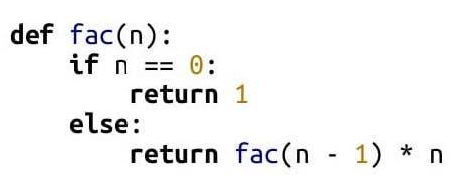 def fac(n):
    if n == 0:
        return 1
    else:
        return fac(n - 1) * n